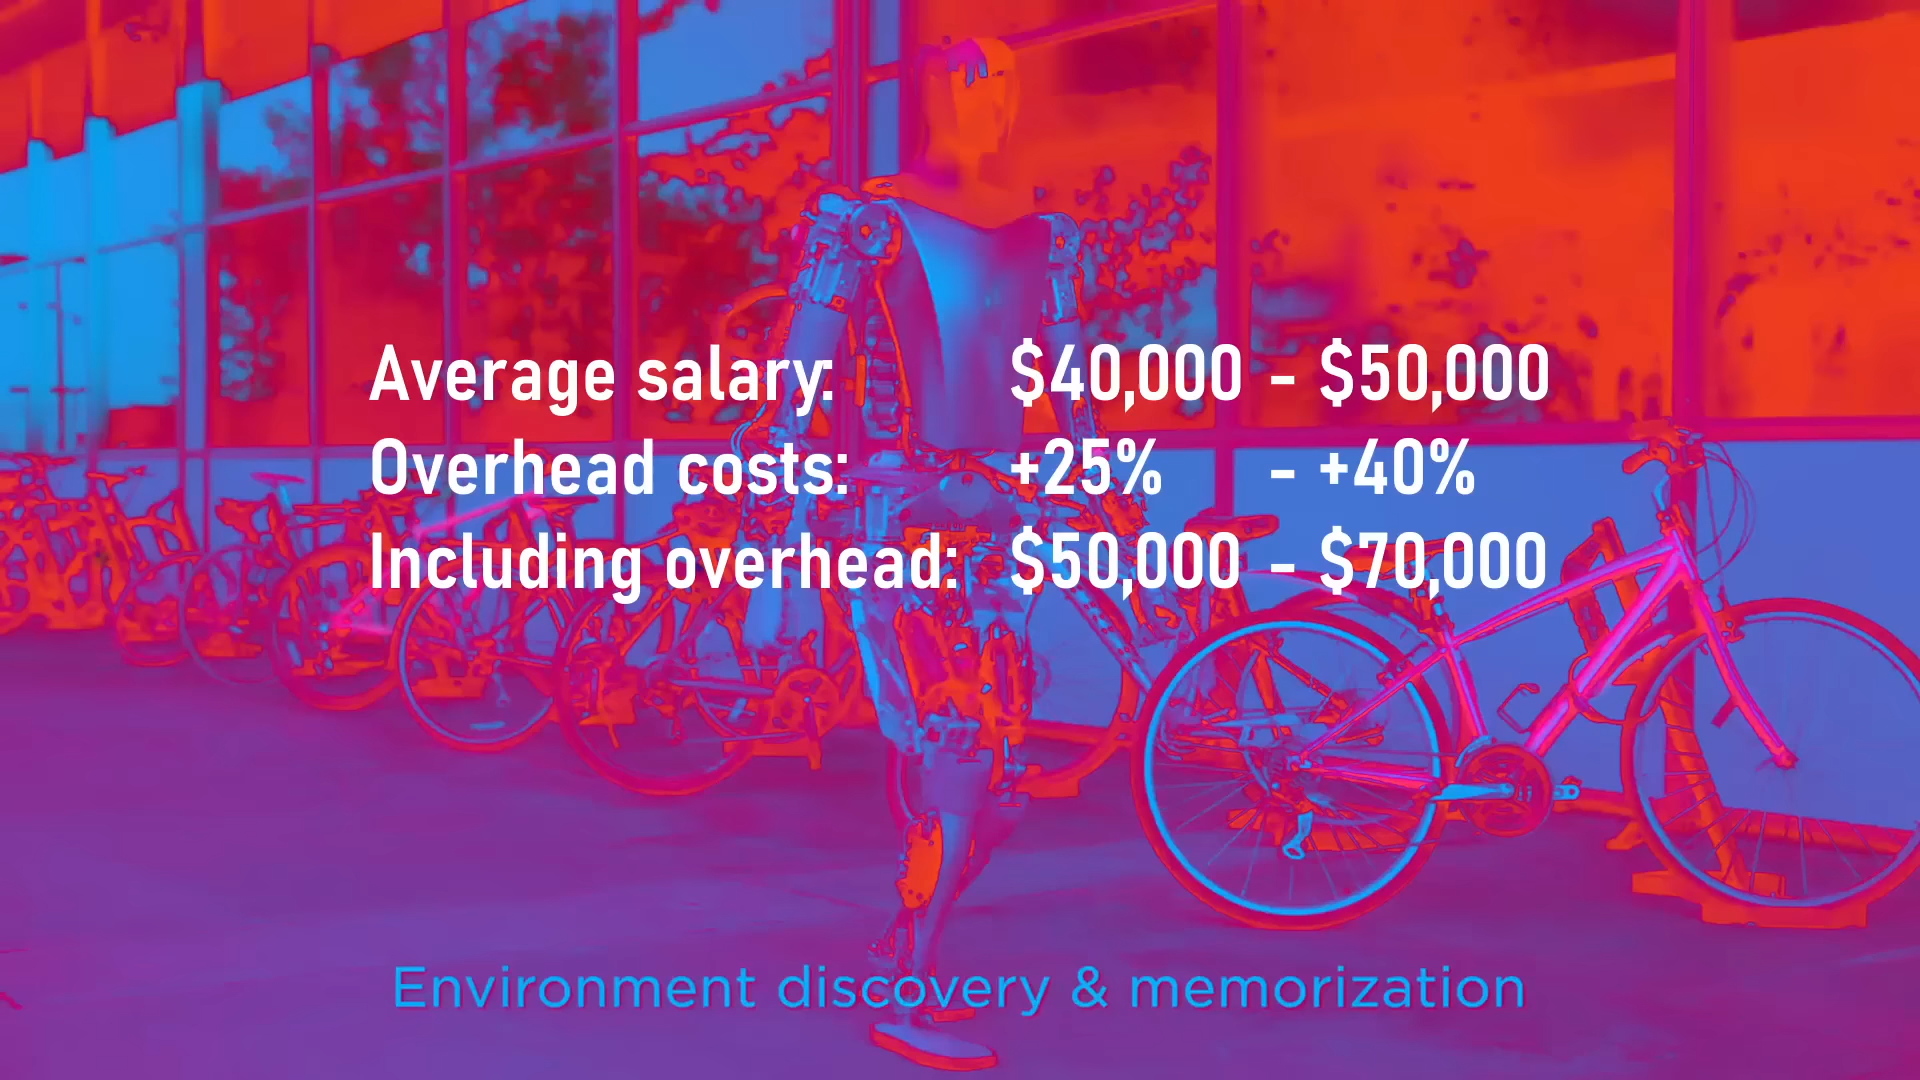 Average salary: $40,000 - $50,000
Overhead costs: +25% - +40%
Including overhead: $50,000 - $70,000
Environment discovery & memorization